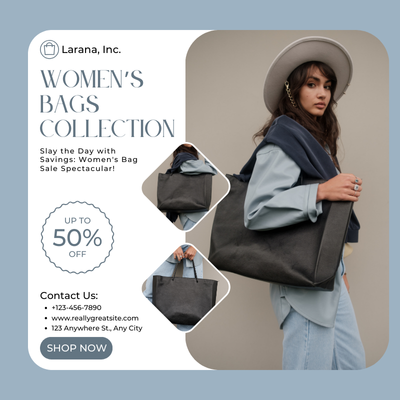 Larana, Inc.
WOMEN'S
BAGS
COLLECTION
Slay the Day with
Savings: Women's Bag
Sale Spectacular!
UP TO
50%
OFF
Contact Us:
• +123-456-7890
• www.reallygreatsite.com
• 123 Anywhere St., Any City
SHOP NOW